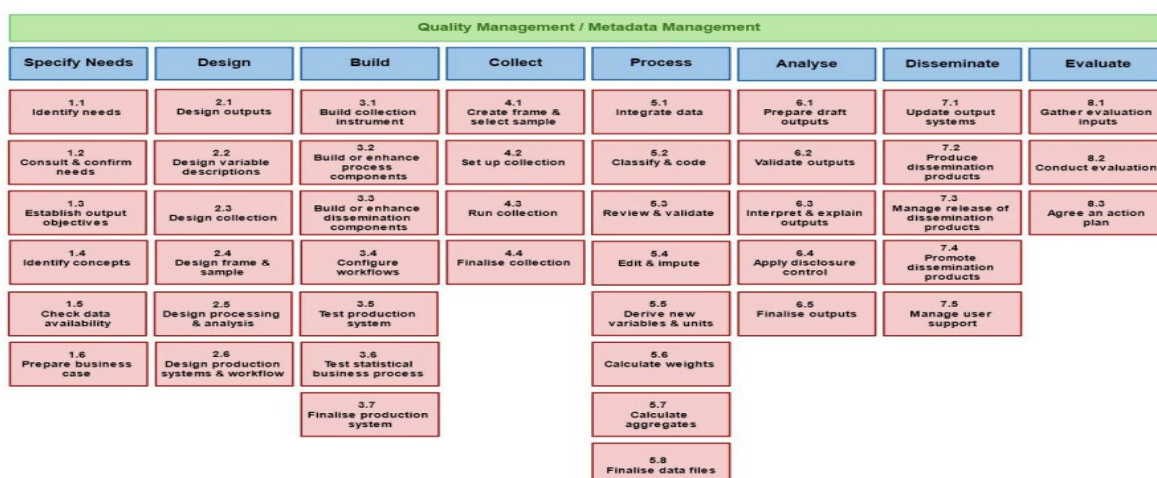 Quality Management / Metadata Management
Specify Needs
Design
Build
Collect
Process
Analyse
Disseminate
Evaluate
1.1
Identify needs
1.2
Consult & confirm
needs
1.3
Establish output
objectives
1.4
Identify concepts
1.5
Check data
availability
1.6
Prepare business
case
2.1
Design outputs
2.2
Design variable
descriptions
2.3
Design collection
2.4
Design frame &
sample
2.5
Design processing
& analysis
2.6
Design production
systems & workflow
3.1
Build collection
instrument
3.2
Build or enhance
process
components
3.3
Build or enhance
dissemination
components
3.4
Configure
workflows
3.5
Test production
system
3.6
Test statistical
business process
3.7
Finalise production
system
4.1
Create frame &
select sample
4.2
Set up collection
4.3
Run collection
4.4
Finalise collection
5.1
Integrate data
5.2
Classify & code
5.3
Review & validate
5.4
Edit & impute
5.5
Derive new
variables & units
5.6
Calculate weights
5.7
Calculate
aggregates
5.8
Finalise data files
6.1
Prepare draft
outputs
6.2
Validate outputs
6.3
Interpret & explain
outputs
6.4
Apply disclosure
control
6.5
Finalise outputs
7.1
Update output
systems
7.2
Produce
dissemination
products
7.3
Manage release of
dissemination
products
7.4
Promote
dissemination
products
7.5
Manage user
support
8.1
Gather evaluation
inputs
8.2
Conduct evaluation
8.3
Agree an action
plan